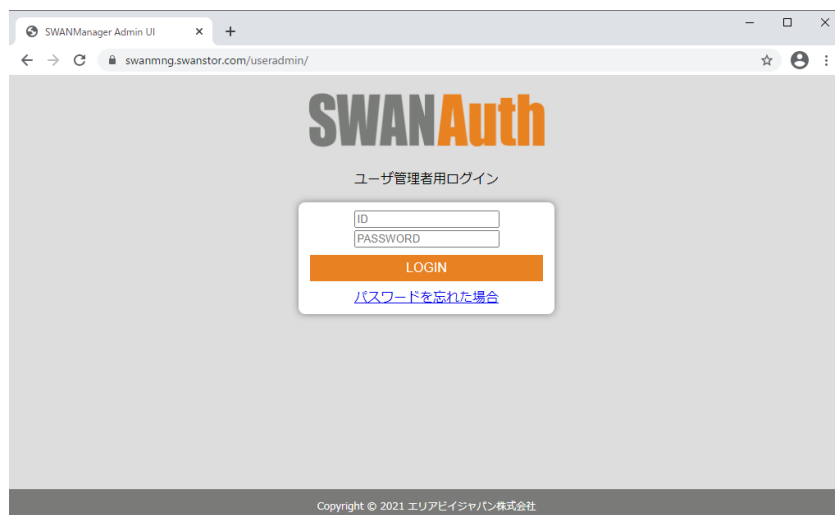 SWANManager Admin UI
swanmng.swanstor.com/useradmin/
SWANAuth
ユーザ管理者用ログイン
ID
PASSWORD
LOGIN
パスワードを忘れた場合
Copyright © 2021 エリアビイジャパン株式会社